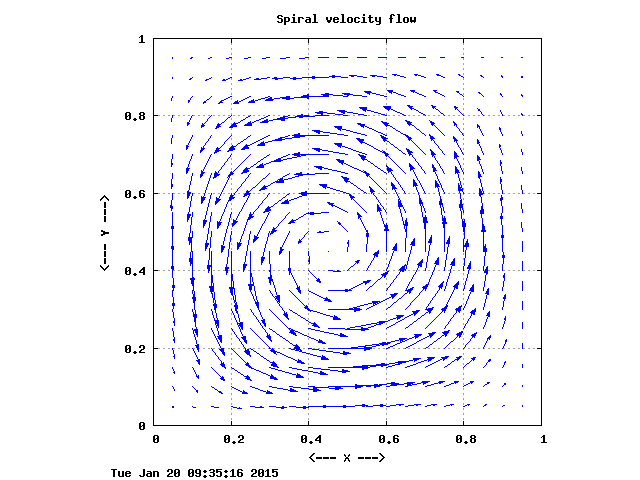 Spiral velocity flow
1
0.8
0.6
0.4
0.2
0
<--- Y --->
0 0.2 0.4 0.6 0.8 1
<--- X --->
Tue Jan 20 09:35:16 2015